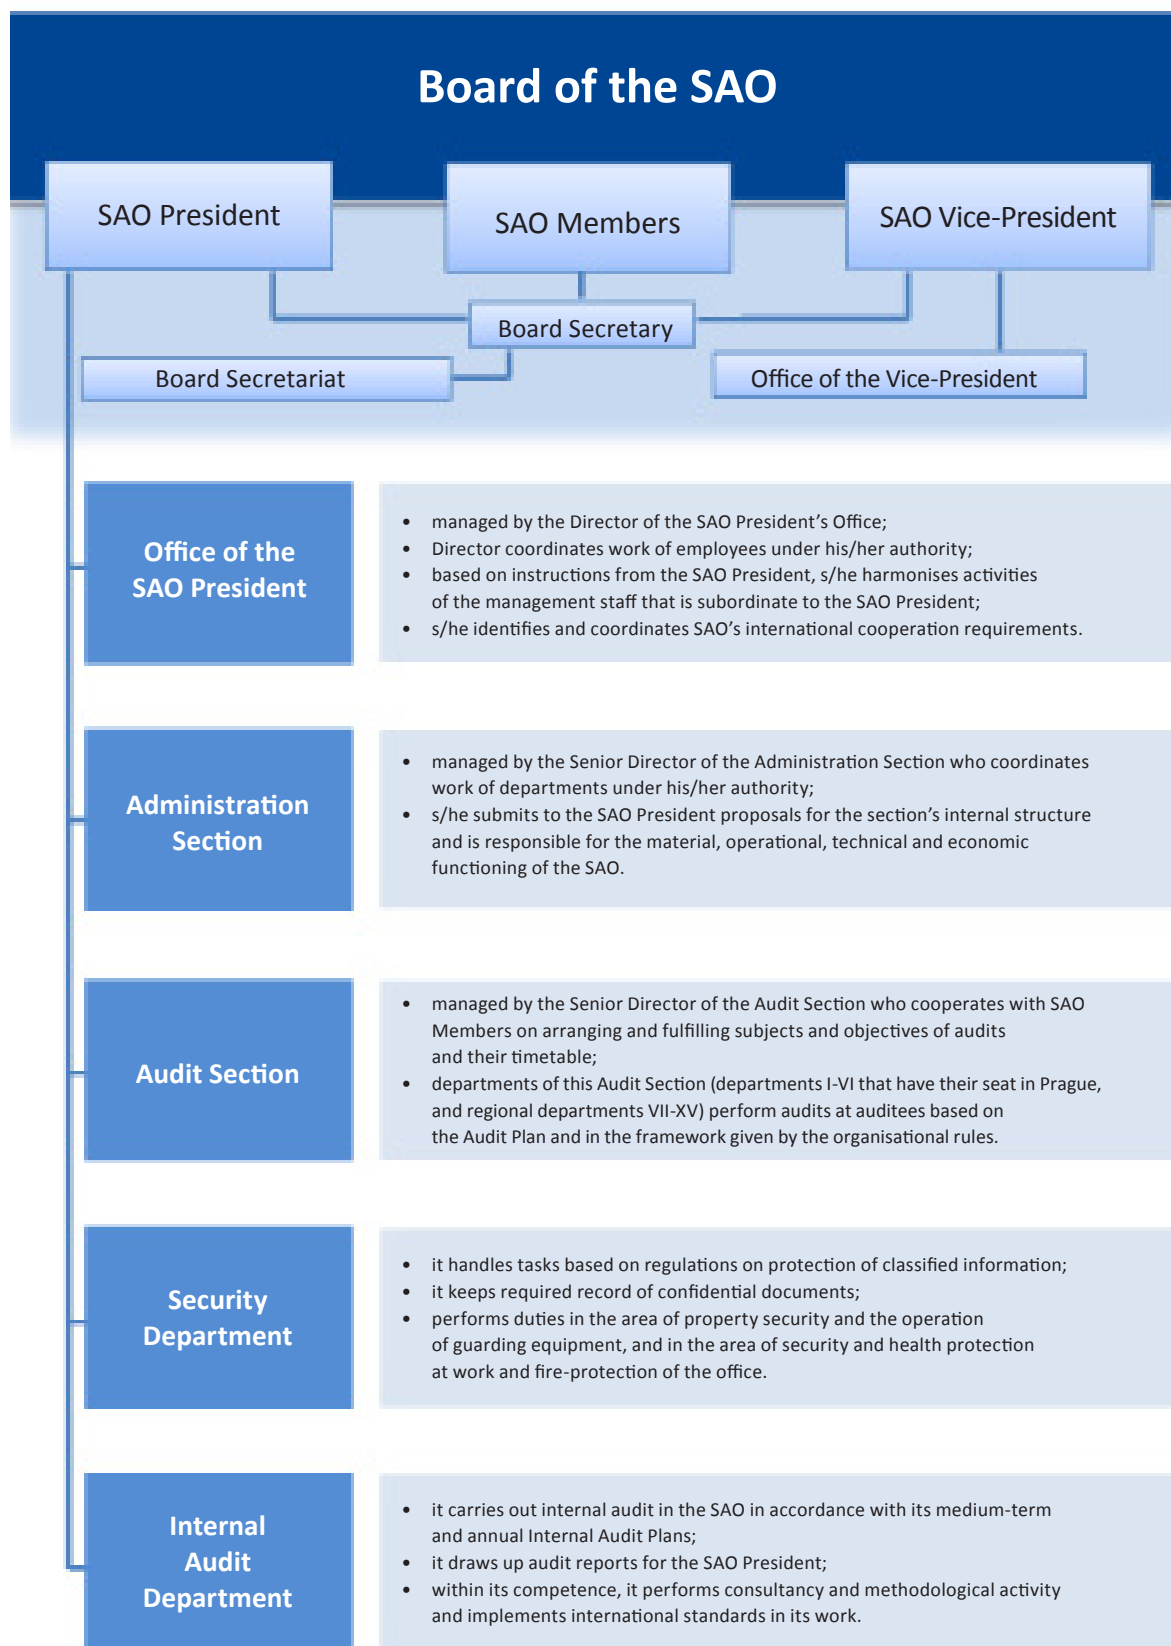 Board of the SAO
SAO President
SAO Members
SAO Vice-President
Board Secretary
Board Secretariat
Office of the Vice-President
Office of the
SAO President
• managed by the Director of the SAO President’s Office;
• Director coordinates work of employees under his/her authority;
• based on instructions from the SAO President, s/he harmonises activities
of the management staff that is subordinate to the SAO President;
• s/he identifies and coordinates SAO’s international cooperation requirements.
Administration
Section
• managed by the Senior Director of the Administration Section who coordinates
work of departments under his/her authority;
• s/he submits to the SAO President proposals for the section’s internal structure
and is responsible for the material, operational, technical and economic
functioning of the SAO.
Audit Section
• managed by the Senior Director of the Audit Section who cooperates with SAO
Members on arranging and fulfilling subjects and objectives of audits
and their timetable;
• departments of this Audit Section (departments I-VI that have their seat in Prague,
and regional departments VII-XV) perform audits at auditees based on
the Audit Plan and in the framework given by the organisational rules.
Security
Department
• it handles tasks based on regulations on protection of classified information;
• it keeps required record of confidential documents;
• performs duties in the area of property security and the operation
of guarding equipment, and in the area of security and health protection
at work and fire-protection of the office.
Internal
Audit
Department
• it carries out internal audit in the SAO in accordance with its medium-term
and annual Internal Audit Plans;
• it draws up audit reports for the SAO President;
• within its competence, it performs consultancy and methodological activity
and implements international standards in its work.